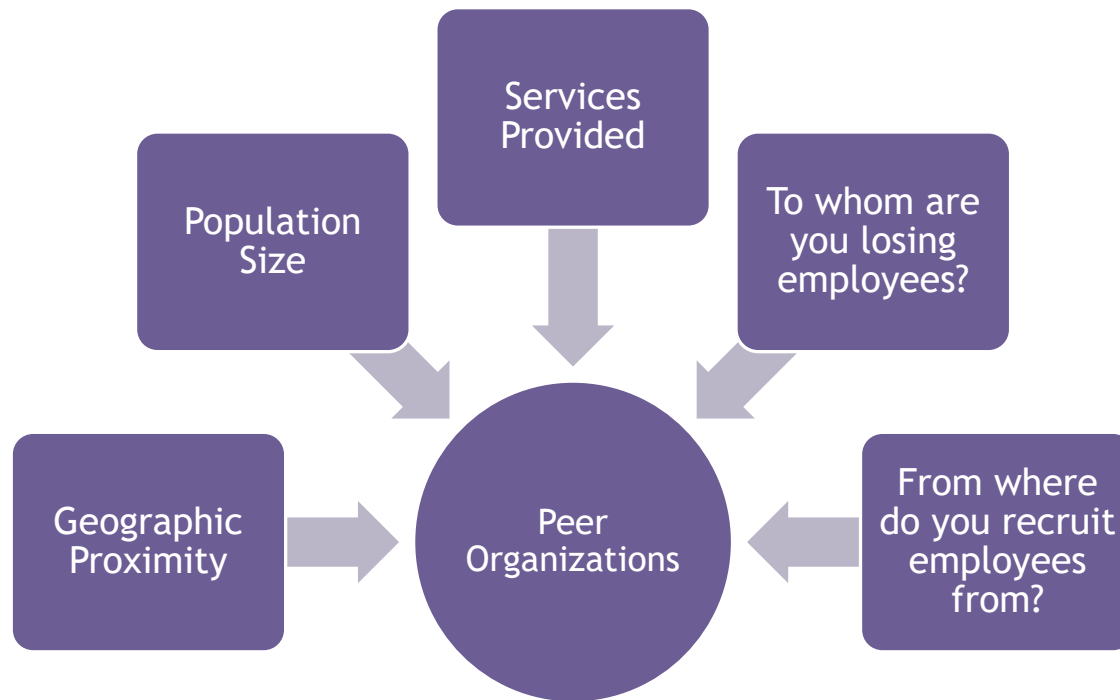 Services
Provided
Population
Size
To whom are
you losing
employees?
Geographic
Proximity
From where
do you recruit
employees
from?
Peer
Organizations